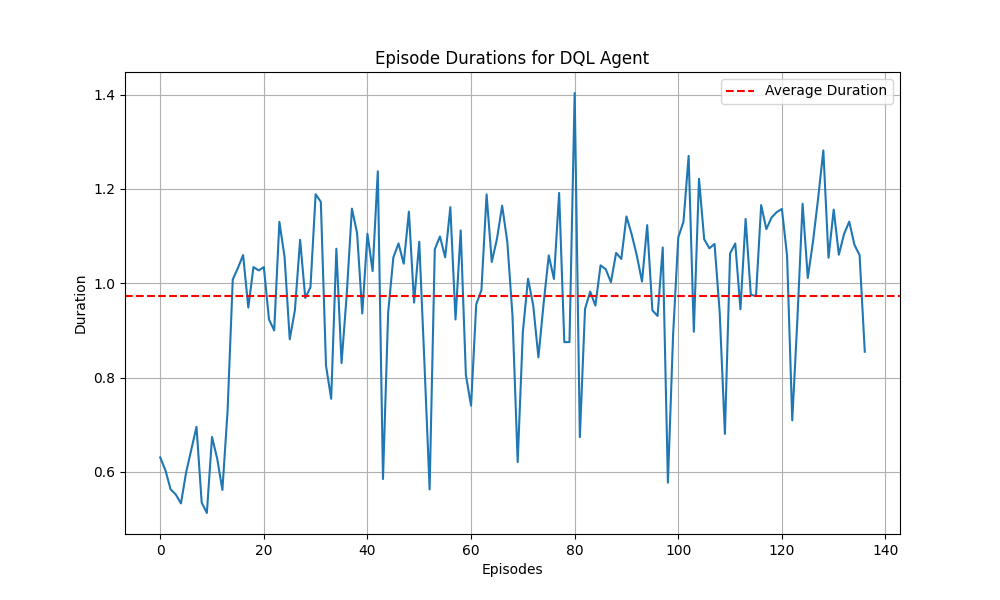 Episode Durations for DQL Agent
Average Duration
Duration
1.4
1.2
1.0
0.8
0.6
0 20 40 60 80 100 120 140
Episodes